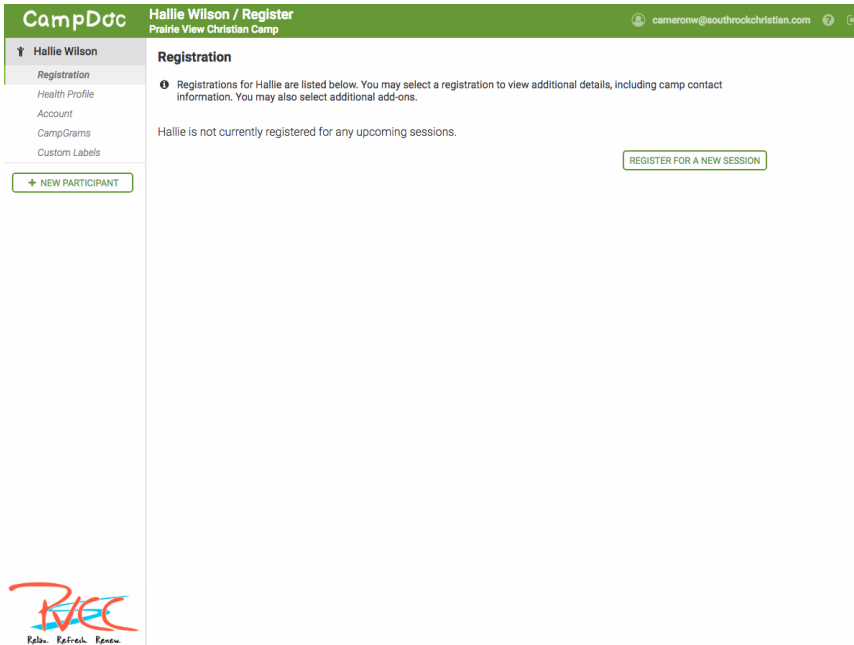 CampDoc
Hallie Wilson / Register
Prairie View Christian Camp
cameronw@southrockchristian.com
Hallie Wilson
Registration
Health Profile
Account
CampGrams
Custom Labels
+ NEW PARTICIPANT
Registration
Registrations for Hallie are listed below. You may select a registration to view additional details, including camp contact
information. You may also select additional add-ons.
Hallie is not currently registered for any upcoming sessions.
REGISTER FOR A NEW SESSION
PVCC
Relax. Refresh. Renew.